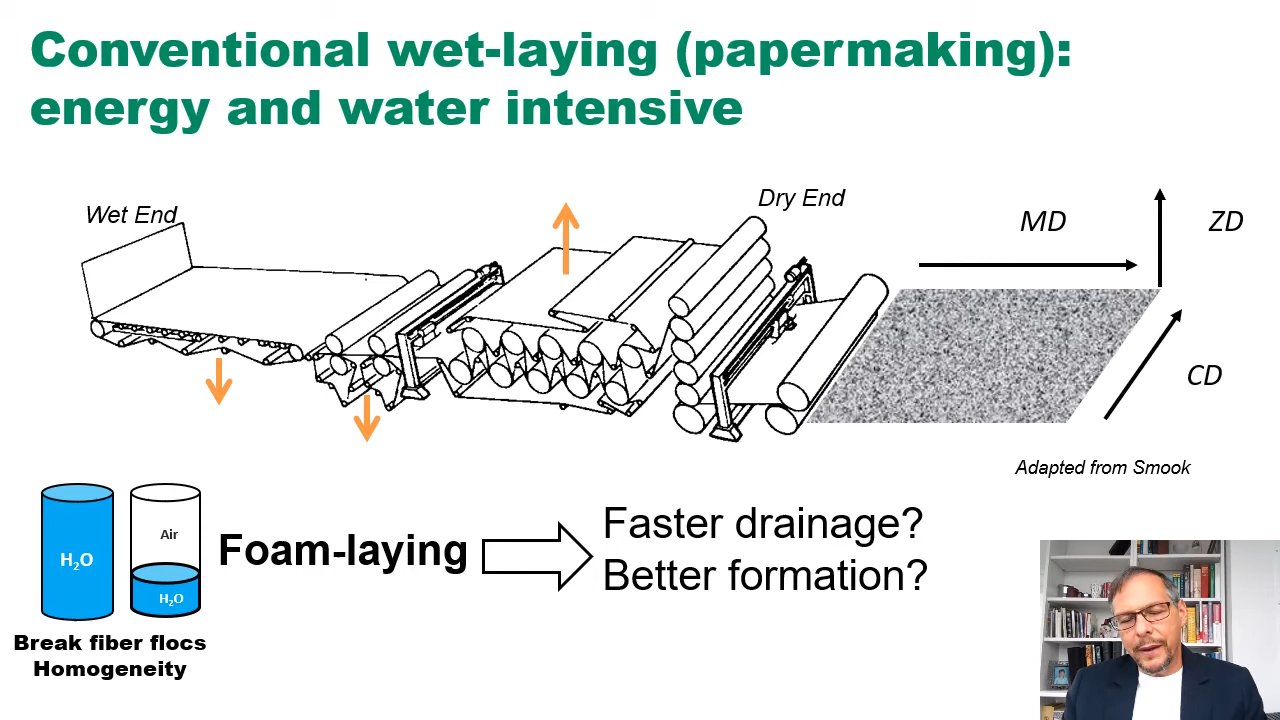 Conventional wet-laying (papermaking):
energy and water intensive
Wet End
Dry End
MD
ZD
CD
Adapted from Smook
H₂O
Air
H₂O
Break fiber flocs
Homogeneity
Foam-laying
Faster drainage?
Better formation?